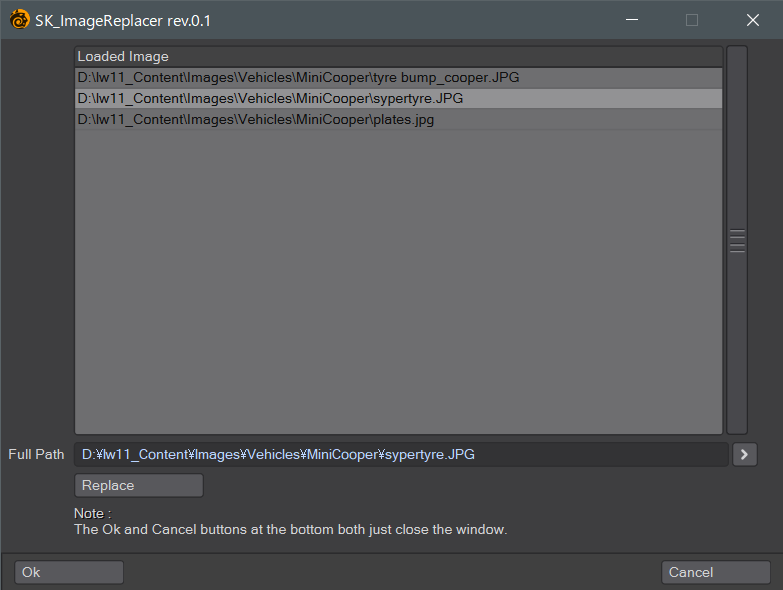 SK_ImageReplacer rev.0.1
Loaded Image
D:\lw11_Content\Images\Vehicles\MiniCooper\tyre bump_cooper.JPG
D:\lw11_Content\Images\Vehicles\MiniCooper\sypertyre.JPG
D:\lw11_Content\Images\Vehicles\MiniCooper\plates.jpg
Full Path D:¥lw11_Content¥Images¥Vehicles¥MiniCooper¥sypertyre.JPG
Replace
Note :
The Ok and Cancel buttons at the bottom both just close the window.
Ok Cancel